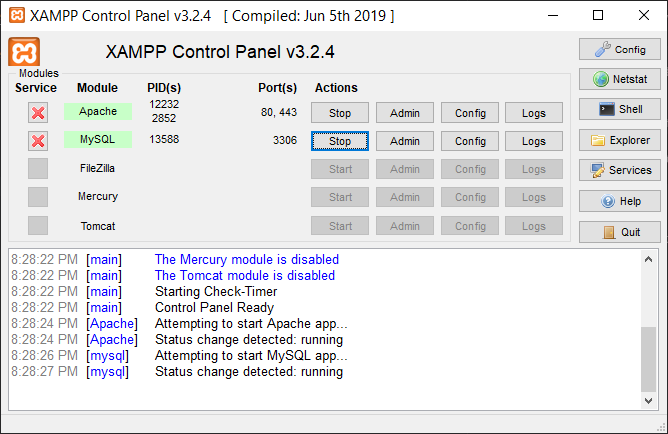 XAMPP Control Panel v3.2.4 [ Compiled: Jun 5th 2019 ]
XAMPP Control Panel v3.2.4
Config
Modules
Service Module PID(s) Port(s) Actions
Netstat
Apache 12232 2852 80, 443 Stop Admin Config Logs
Shell
MySQL 13588 3306 Stop Admin Config Logs
Explorer
FileZilla Start Admin Config Logs
Services
Mercury Start Admin Config Logs
Help
Tomcat Start Admin Config Logs
Quit
8:28:22 PM [main] The Mercury module is disabled
8:28:22 PM [main] The Tomcat module is disabled
8:28:22 PM [main] Starting Check-Timer
8:28:22 PM [main] Control Panel Ready
8:28:24 PM [Apache] Attempting to start Apache app...
8:28:24 PM [Apache] Status change detected: running
8:28:26 PM [mysql] Attempting to start MySQL app...
8:28:27 PM [mysql] Status change detected: running